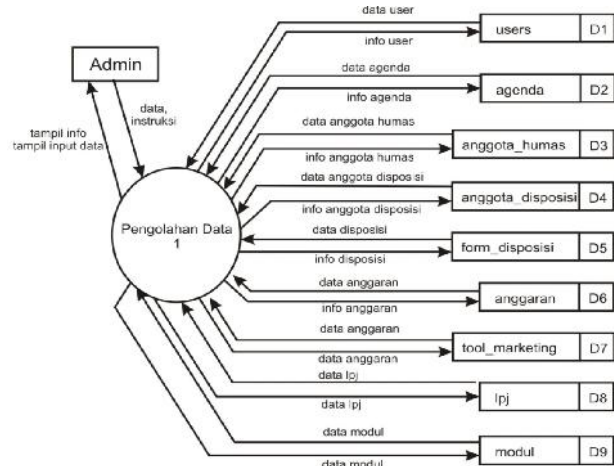 data user
users D1
info user
Admin
data agenda
agenda D2
info agenda
data,
instruksi
tampil info
tampil input data
data anggota humas
anggota_humas D3
info anggota humas
data anggota disposisi
anggota_disposisi D4
info anggota disposisi
Pengolahan Data
1
data disposisi
form_disposisi D5
info disposisi
data anggaran
anggaran D6
info anggaran
data anggaran
tool_marketing D7
data anggaran
data lpj
lpj D8
data lpj
data modul
modul D9
data modul